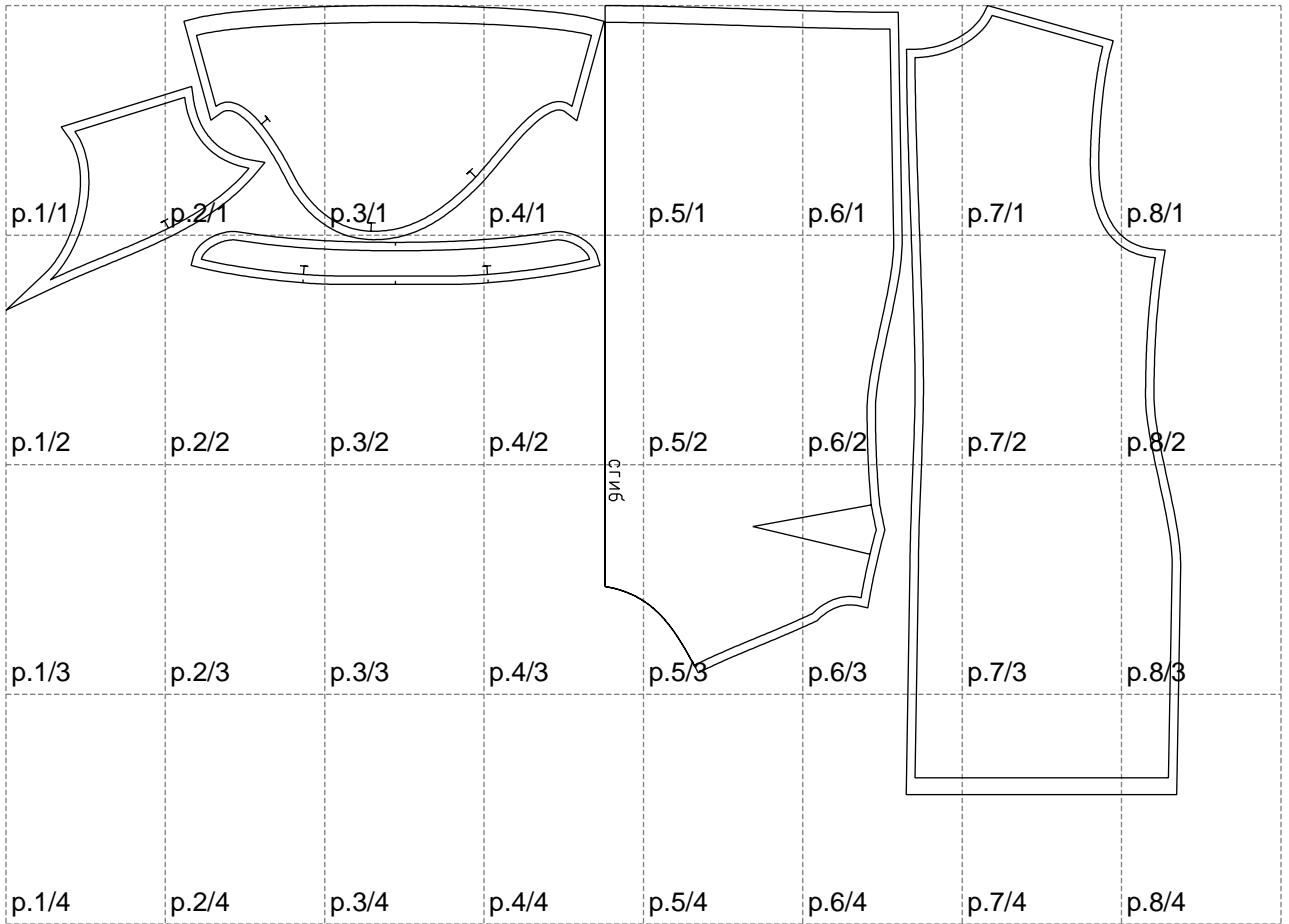 p.1/1 p.2/1 p.3/1 p.4/1 p.5/1 p.6/1 p.7/1 p.8/1
p.1/2 p.2/2 p.3/2 p.4/2 p.5/2 p.6/2 p.7/2 p.8/2
сгиб
p.1/3 p.2/3 p.3/3 p.4/3 p.5/3 p.6/3 p.7/3 p.8/3
p.1/4 p.2/4 p.3/4 p.4/4 p.5/4 p.6/4 p.7/4 p.8/4